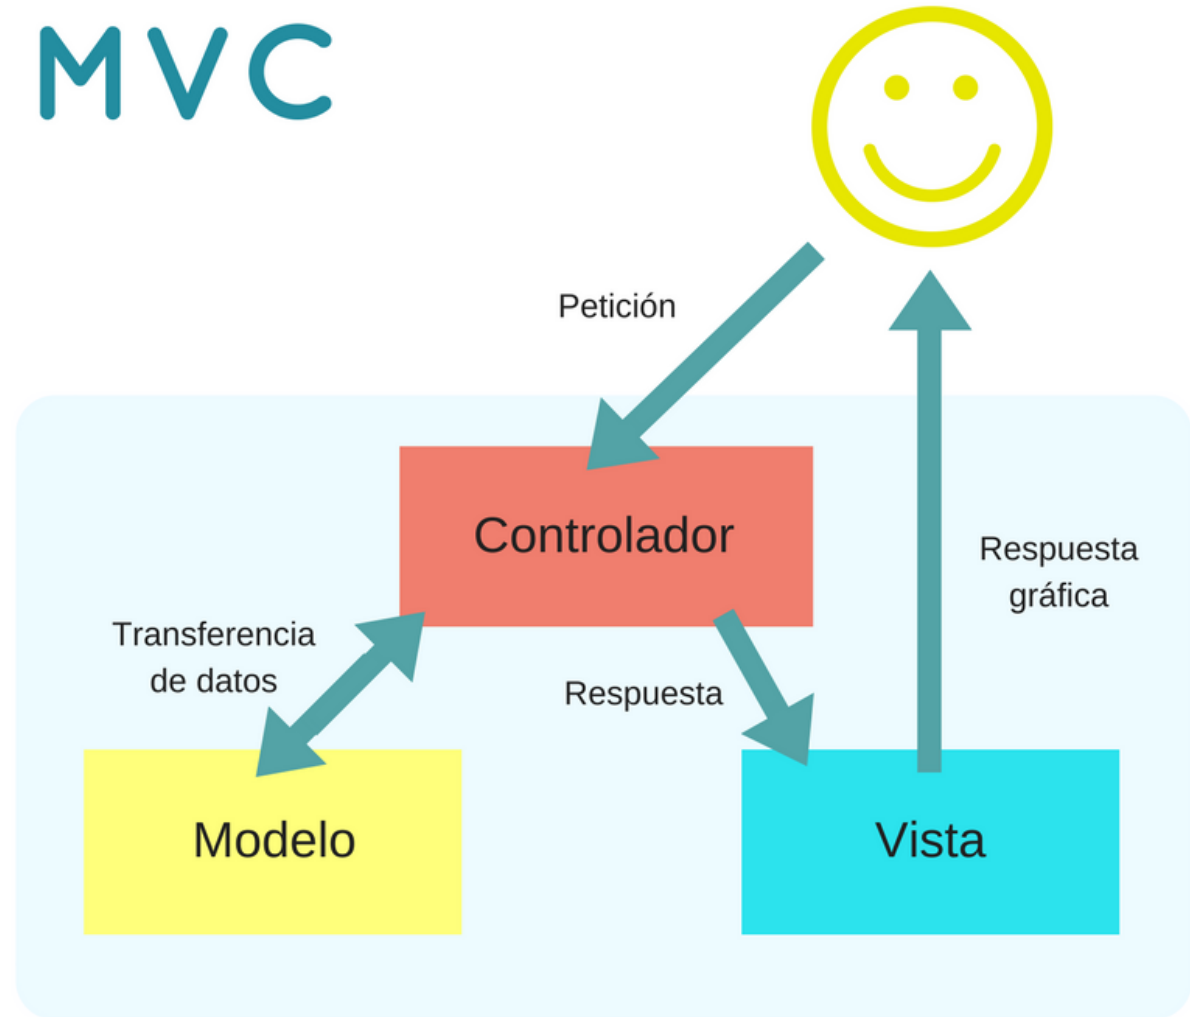 MVC
Petición
Controlador
Respuesta
gráfica
Transferencia
de datos
Respuesta
Modelo
Vista